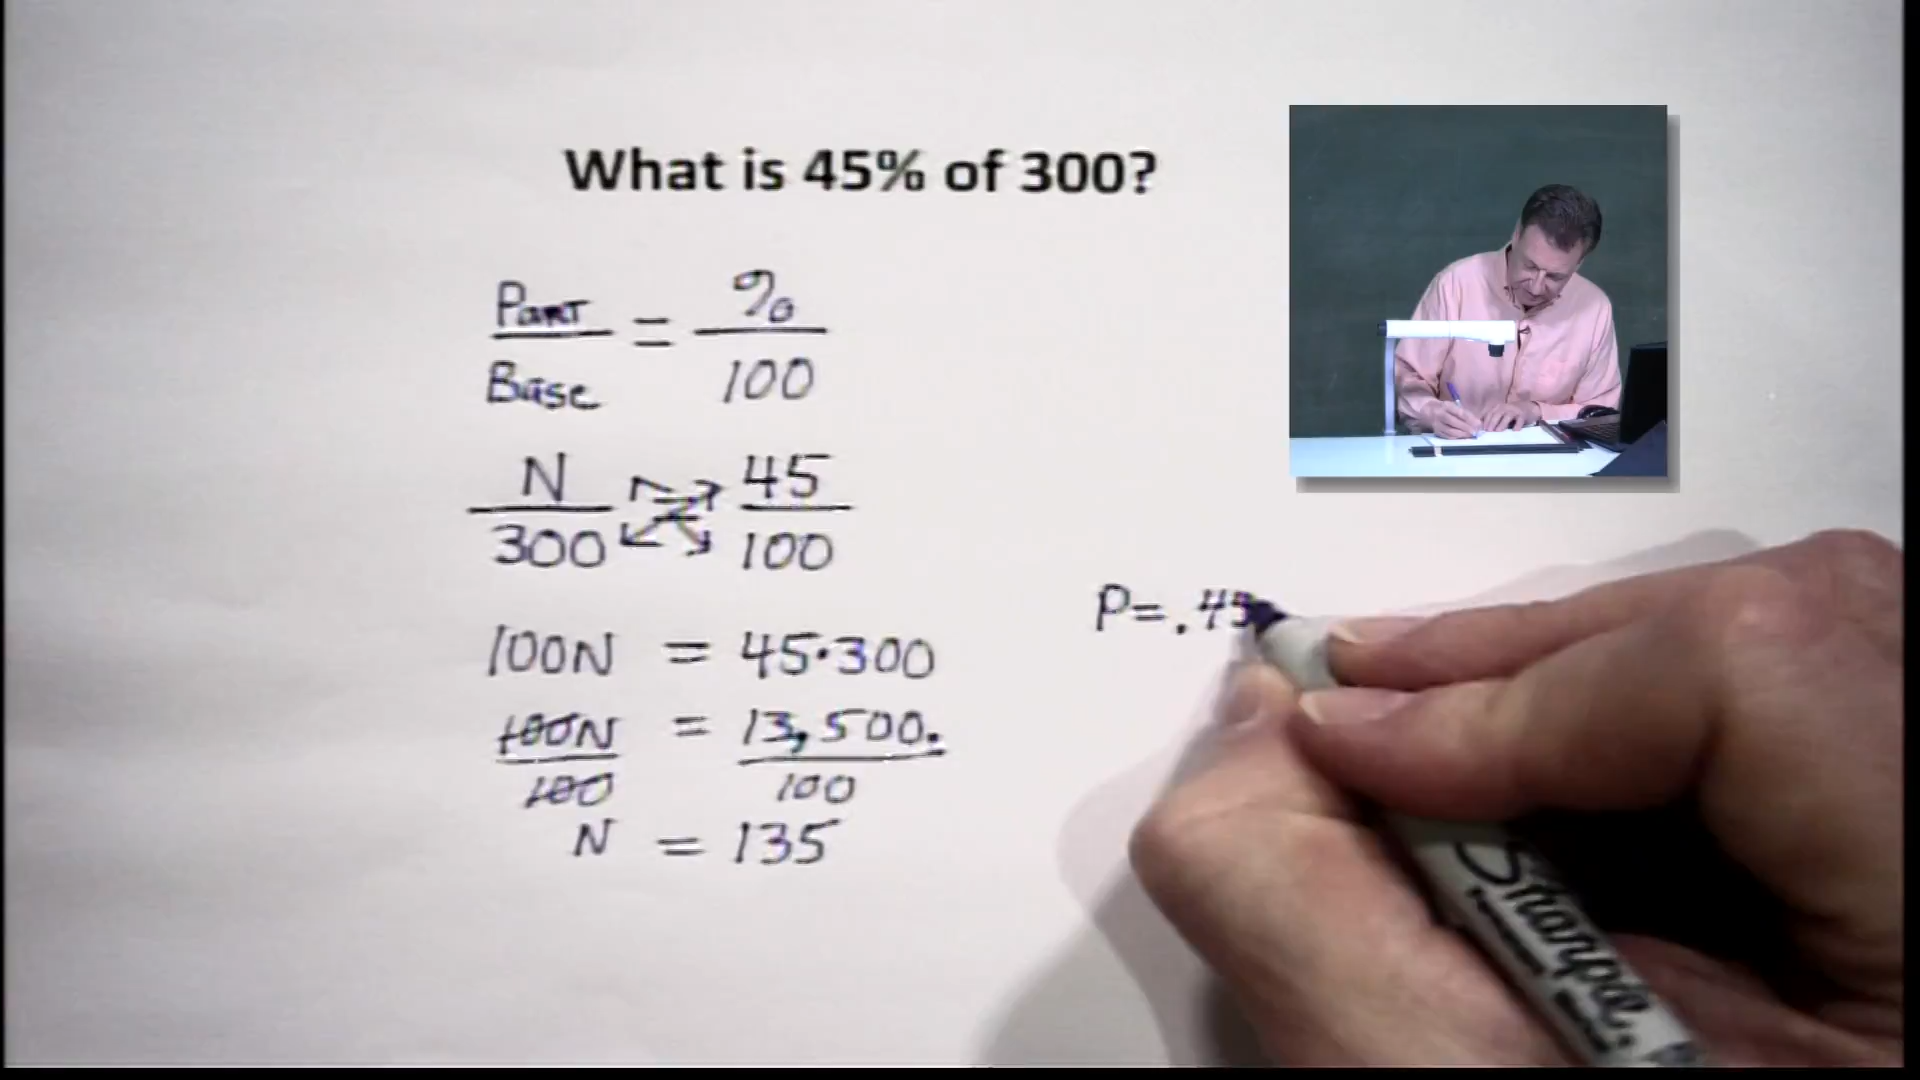 What is 45% of 300?
Part = %
Base 100
N 45
300 100
100N = 45·300
100N = 13,500.
100 100
N = 135
P=.45
Sharpie